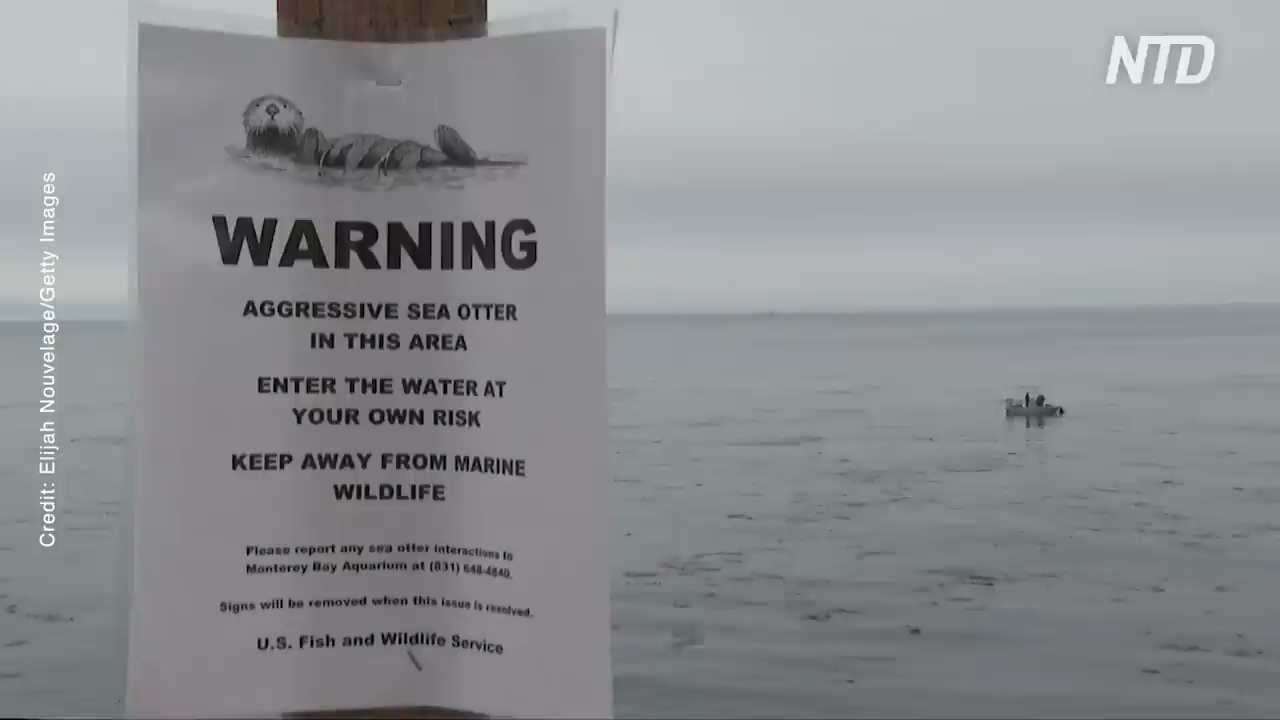 NTD
Credit: Elijah Nouvelage/Getty Images
WARNING
AGGRESSIVE SEA OTTER
IN THIS AREA
ENTER THE WATER AT
YOUR OWN RISK
KEEP AWAY FROM MARINE
WILDLIFE
Please report any sea otter interactions to
Monterey Bay Aquarium at (831) 648-4840.
Signs will be removed when this issue is resolved.
U.S. Fish and Wildlife Service